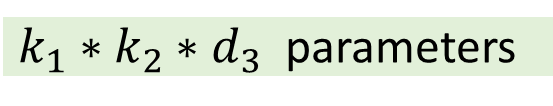 k₁ * k₂ * d₃ parameters